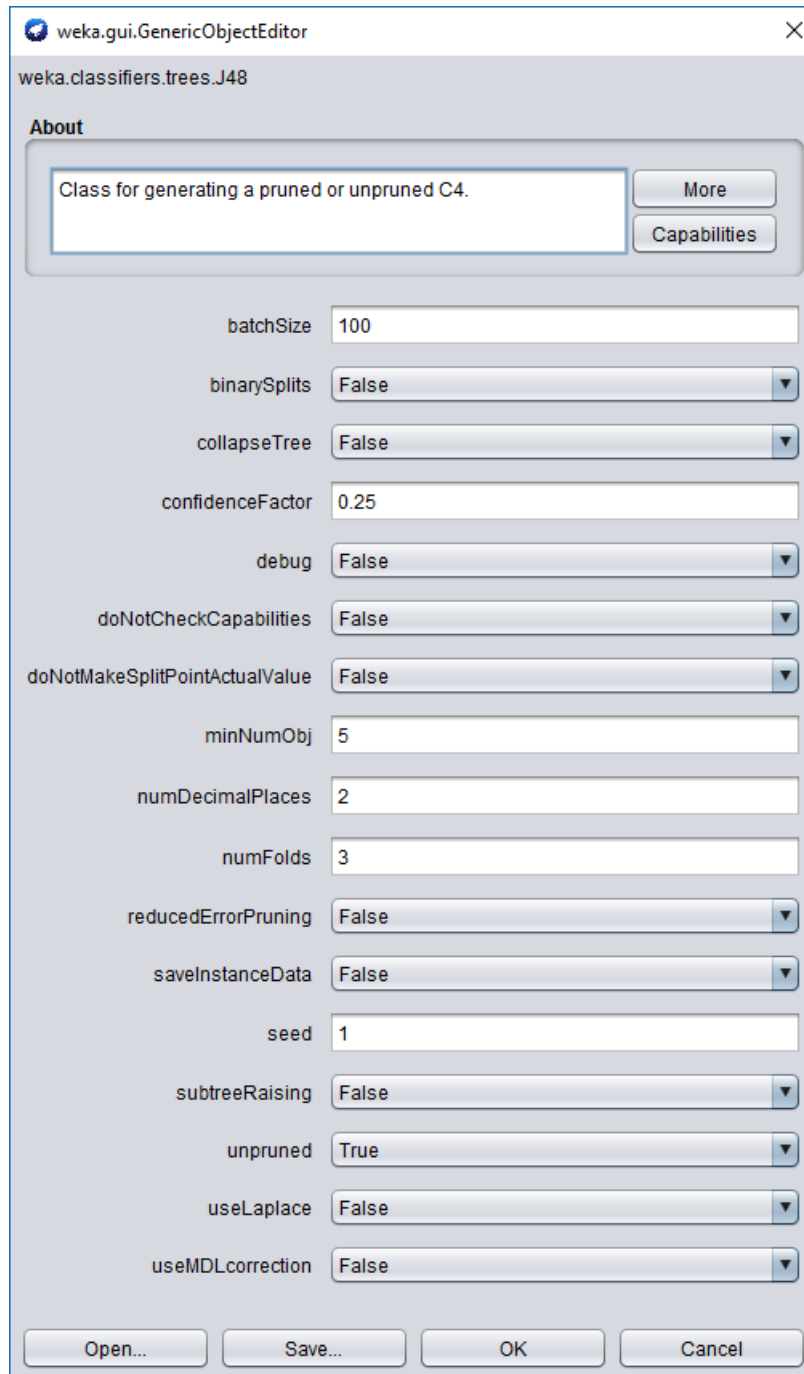 weka.gui.GenericObjectEditor
weka.classifiers.trees.J48
About
Class for generating a pruned or unpruned C4.
More
Capabilities
batchSize 100
binarySplits False
collapseTree False
confidenceFactor 0.25
debug False
doNotCheckCapabilities False
doNotMakeSplitPointActualValue False
minNumObj 5
numDecimalPlaces 2
numFolds 3
reducedErrorPruning False
saveInstanceData False
seed 1
subtreeRaising False
unpruned True
useLaplace False
useMDLcorrection False
Open... Save... OK Cancel